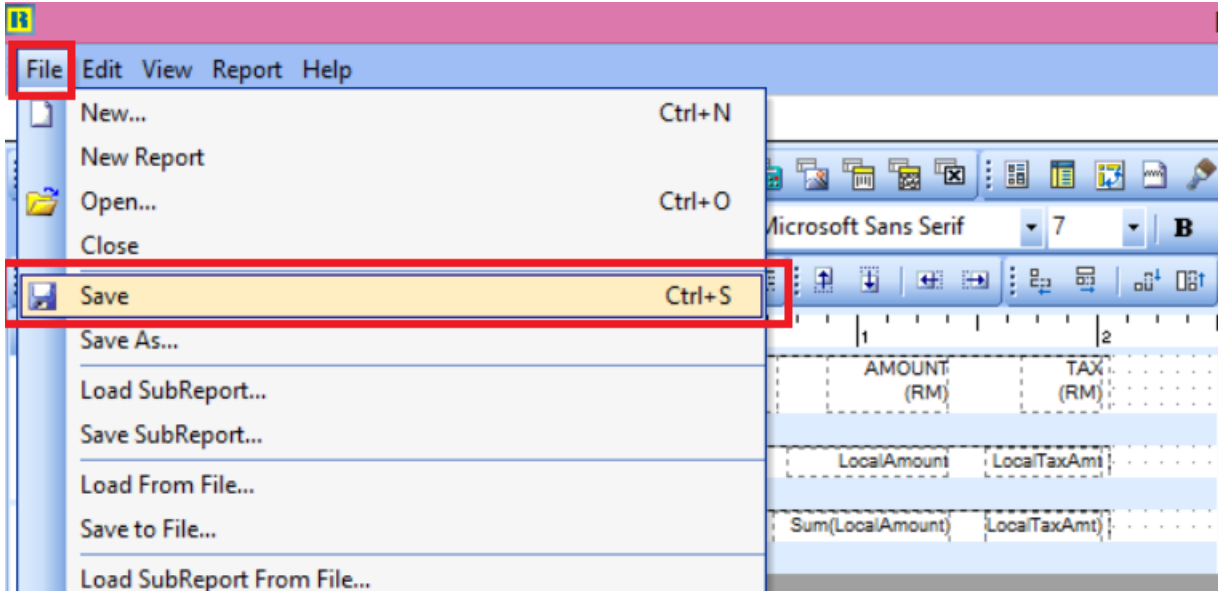 File Edit View Report Help
New... Ctrl+N
New Report
Open... Ctrl+O
Close
Save Ctrl+S
Save As...
Load SubReport...
Save SubReport...
Load From File...
Save to File...
Load SubReport From File...
Microsoft Sans Serif 7 B
1 2
AMOUNT TAX
(RM) (RM)
LocalAmount LocalTaxAmt
Sum(LocalAmount) LocalTaxAmt)